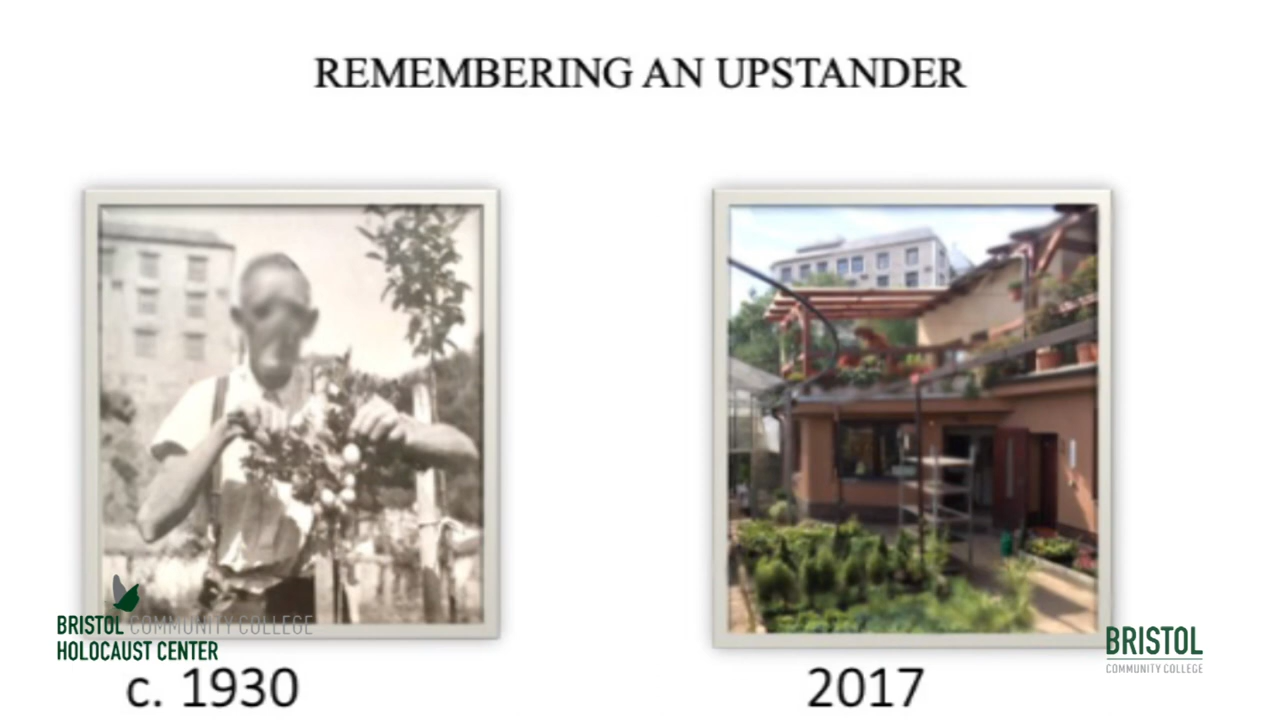 REMEMBERING AN UPSTANDER
BRISTOL COMMUNITY COLLEGE
HOLOCAUST CENTER
c. 1930
BRISTOL
COMMUNITY COLLEGE
2017